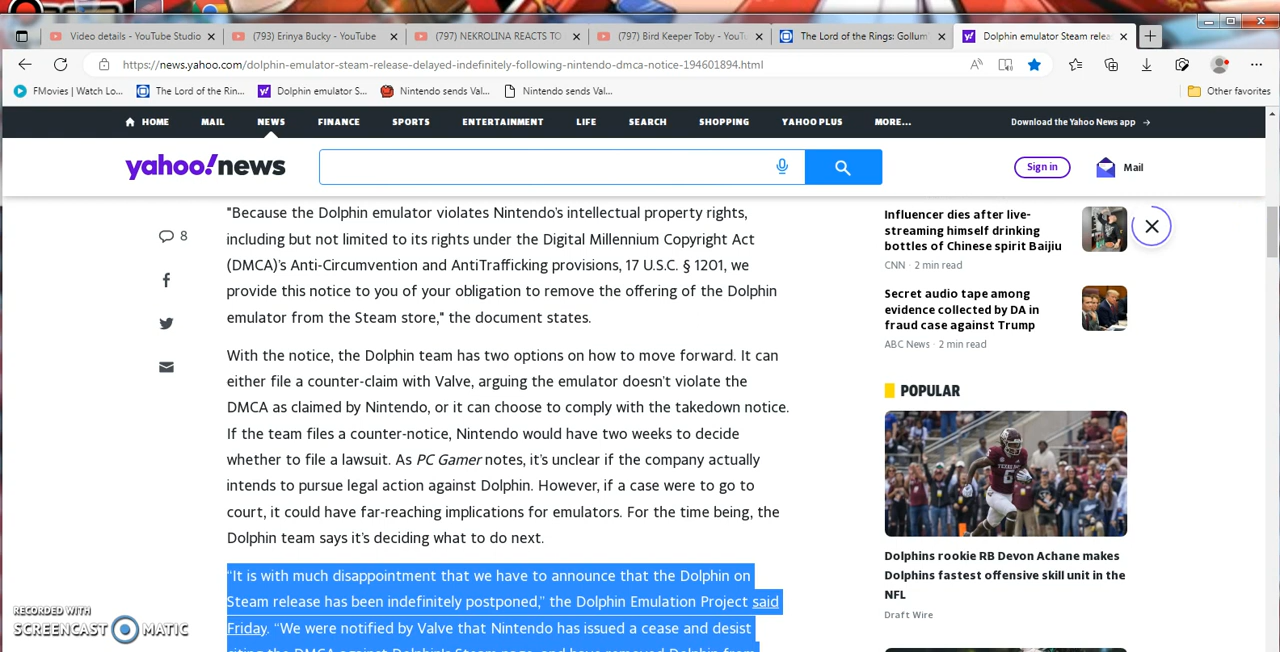 Video details - YouTube Studio
(793) Erinya Bucky - YouTube
(797) NEKROLINA REACTS TO
(797) Bird Keeper Toby - YouTu
The Lord of the Rings: Gollum
Dolphin emulator Steam relea
https://news.yahoo.com/dolphin-emulator-steam-release-delayed-indefinitely-following-nintendo-dmca-notice-194601894.html
FMovies | Watch Lo...
The Lord of the Rin...
Dolphin emulator S...
Nintendo sends Val...
Nintendo sends Val...
Other favorites
HOME
MAIL
NEWS
FINANCE
SPORTS
ENTERTAINMENT
LIFE
SEARCH
SHOPPING
YAHOO PLUS
MORE...
Download the Yahoo News app →
yahoo!news
Sign in
Mail
8
"Because the Dolphin emulator violates Nintendo's intellectual property rights,
including but not limited to its rights under the Digital Millennium Copyright Act
(DMCA)'s Anti-Circumvention and AntiTrafficking provisions, 17 U.S.C. § 1201, we
provide this notice to you of your obligation to remove the offering of the Dolphin
emulator from the Steam store," the document states.
With the notice, the Dolphin team has two options on how to move forward. It can
either file a counter-claim with Valve, arguing the emulator doesn't violate the
DMCA as claimed by Nintendo, or it can choose to comply with the takedown notice.
If the team files a counter-notice, Nintendo would have two weeks to decide
whether to file a lawsuit. As PC Gamer notes, it's unclear if the company actually
intends to pursue legal action against Dolphin. However, if a case were to go to
court, it could have far-reaching implications for emulators. For the time being, the
Dolphin team says it's deciding what to do next.
"It is with much disappointment that we have to announce that the Dolphin on
Steam release has been indefinitely postponed," the Dolphin Emulation Project said
Friday. "We were notified by Valve that Nintendo has issued a cease and desist
citing the DMCA against Dolphin's Steam page, and have removed Dolphin from
Influencer dies after live-
streaming himself drinking
bottles of Chinese spirit Baijiu
CNN · 2 min read
Secret audio tape among
evidence collected by DA in
fraud case against Trump
ABC News · 2 min read
POPULAR
Dolphins rookie RB Devon Achane makes
Dolphins fastest offensive skill unit in the
NFL
Draft Wire
RECORDED WITH
SCREENCAST MATIC